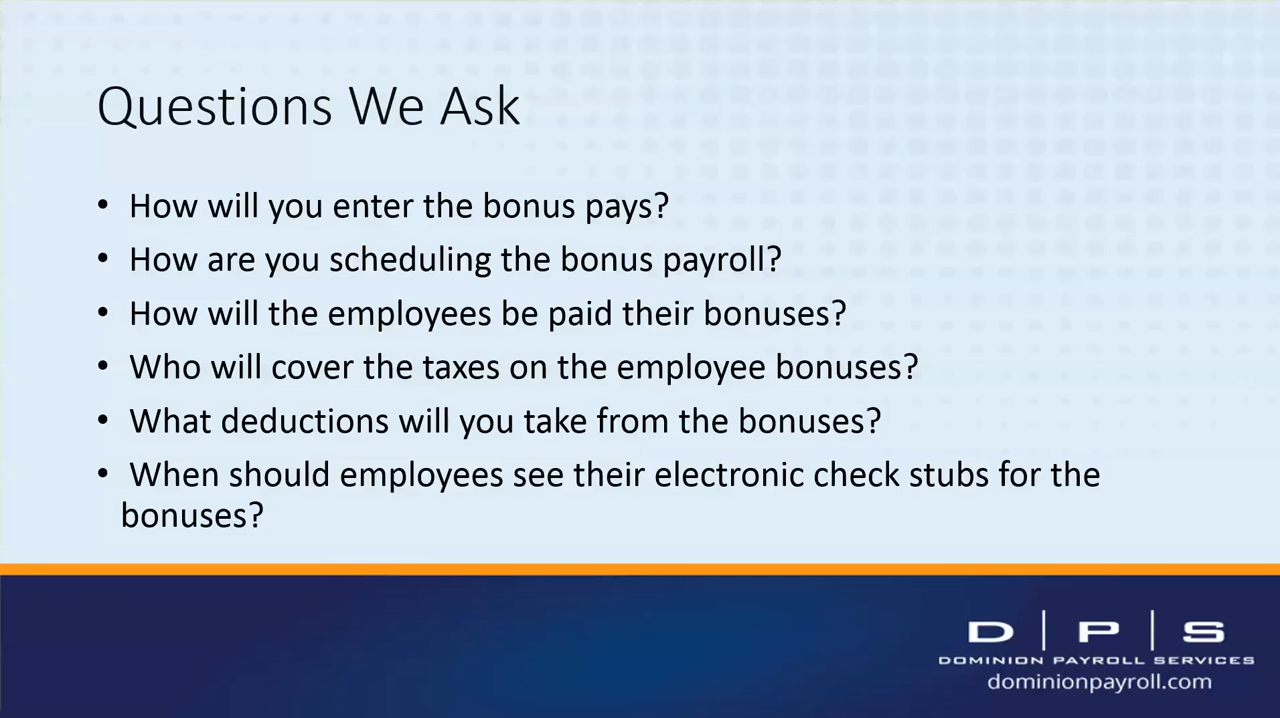 Questions We Ask
• How will you enter the bonus pays?
• How are you scheduling the bonus payroll?
• How will the employees be paid their bonuses?
• Who will cover the taxes on the employee bonuses?
• What deductions will you take from the bonuses?
• When should employees see their electronic check stubs for the
bonuses?
D | P | S
DOMINION PAYROLL SERVICES
dominionpayroll.com